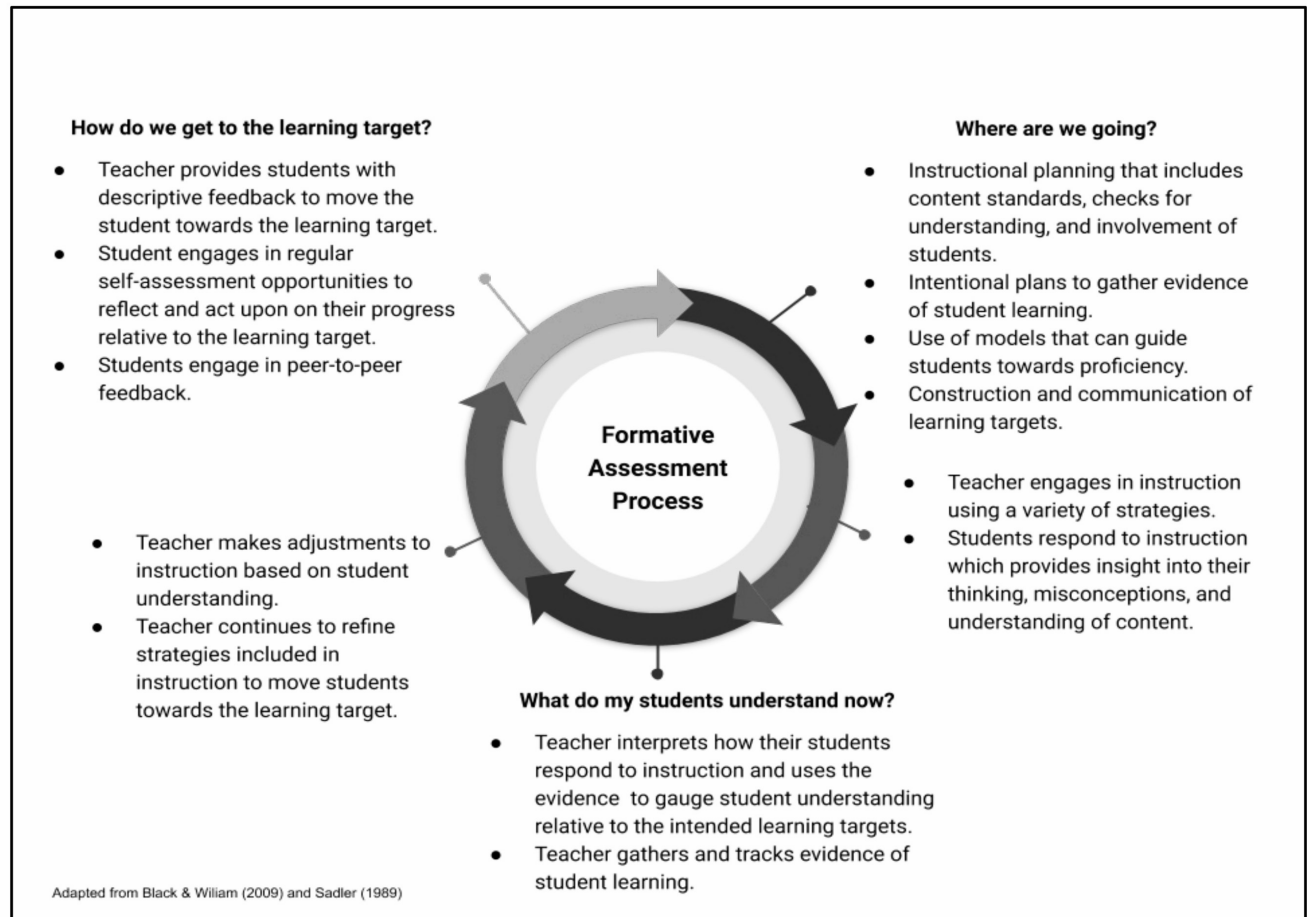 How do we get to the learning target?
● Teacher provides students with
descriptive feedback to move the
student towards the learning target.
● Student engages in regular
self-assessment opportunities to
reflect and act upon on their progress
relative to the learning target.
● Students engage in peer-to-peer
feedback.
Where are we going?
● Instructional planning that includes
content standards, checks for
understanding, and involvement of
students.
● Intentional plans to gather evidence
of student learning.
● Use of models that can guide
students towards proficiency.
● Construction and communication of
learning targets.
Formative
Assessment
Process
● Teacher engages in instruction
using a variety of strategies.
● Students respond to instruction
which provides insight into their
thinking, misconceptions, and
understanding of content.
● Teacher makes adjustments to
instruction based on student
understanding.
● Teacher continues to refine
strategies included in
instruction to move students
towards the learning target.
What do my students understand now?
● Teacher interprets how their students
respond to instruction and uses the
evidence to gauge student understanding
relative to the intended learning targets.
● Teacher gathers and tracks evidence of
student learning.
Adapted from Black & Wiliam (2009) and Sadler (1989)